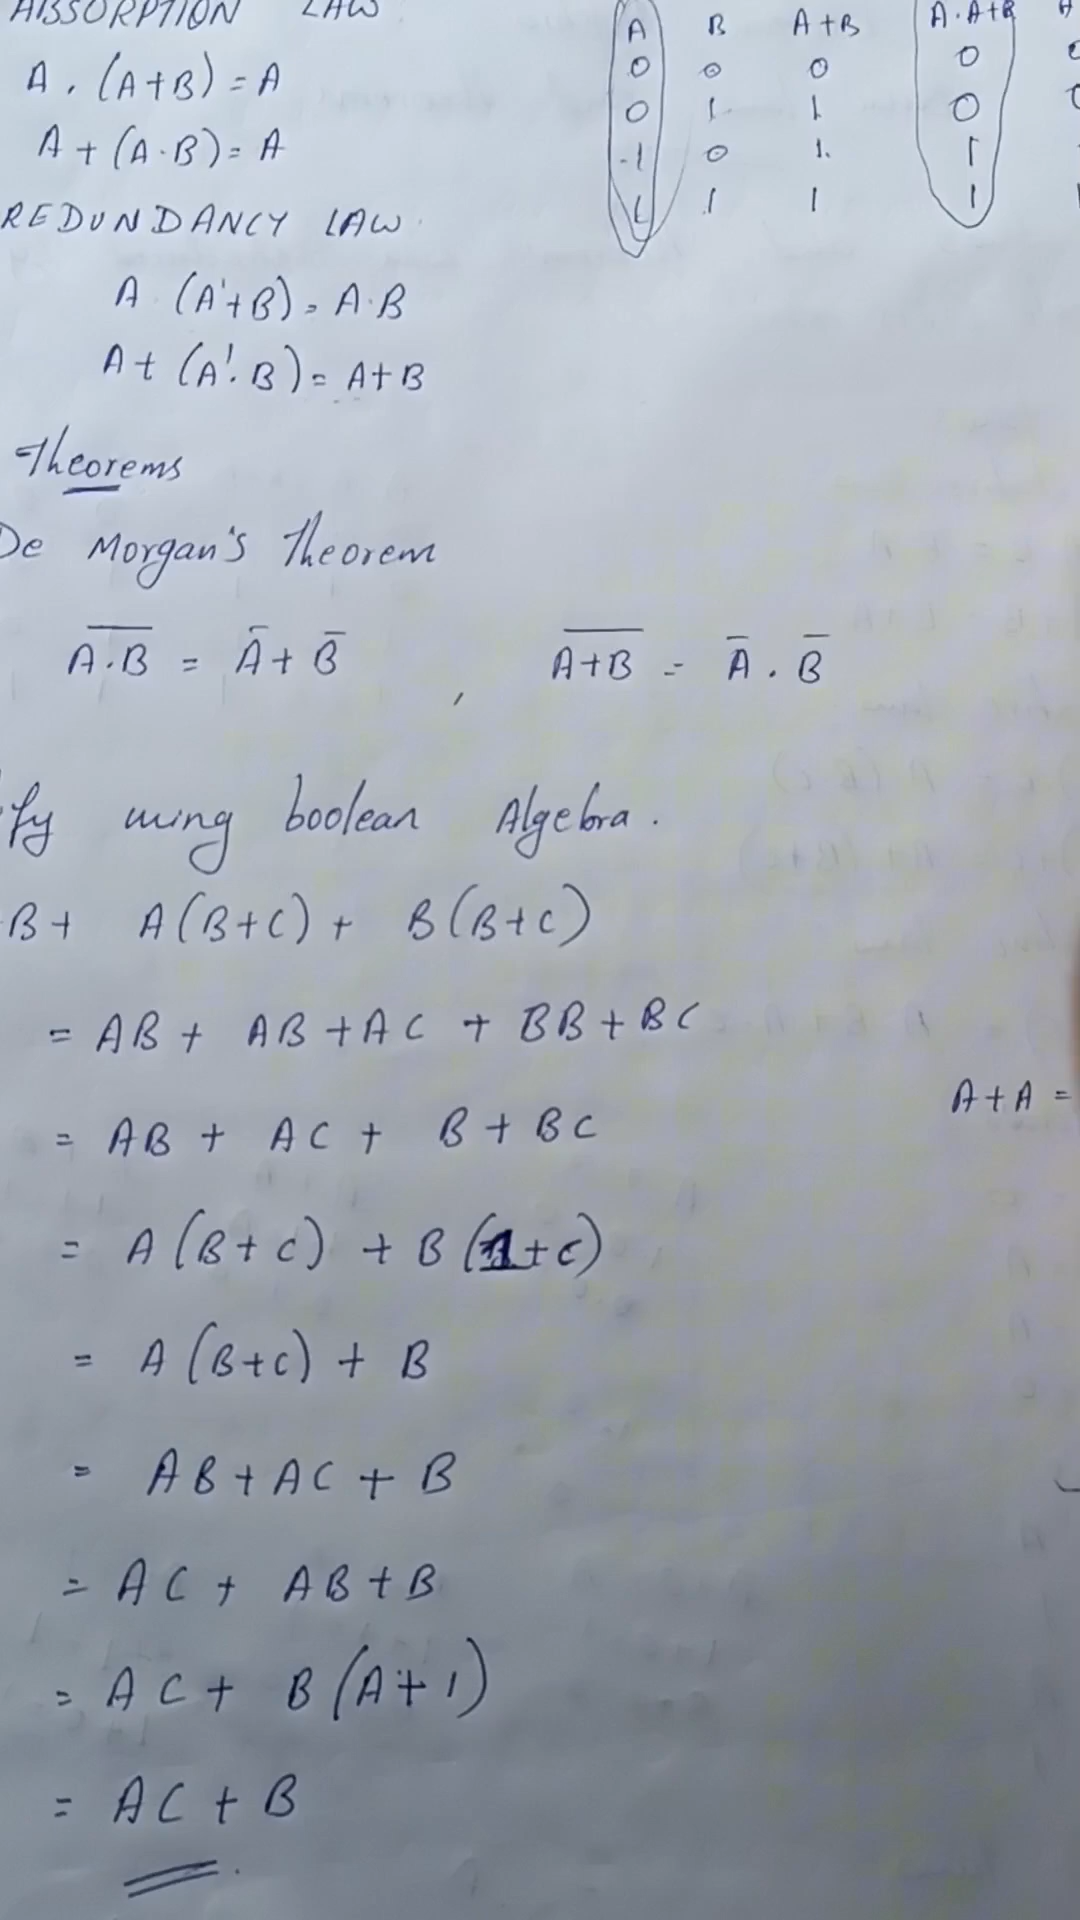 ABSORPTION LAW
A . (A+B) = A
A + (A·B) = A
REDUNDANCY LAW
A (A'+B) = A·B
A+ (A'·B) = A+B
A B A+B A·A+B A
0 0 0 0
0 1 1 0
1 0 1 1
1 1 1 1
Theorems
De Morgan's Theorem
\overline{A·B} = Ā + B̄ , \overline{A+B} = Ā . B̄
fy using boolean Algebra.
B + A(B+C) + B(B+C)
= AB + AB + AC + BB + BC
= AB + AC + B + BC
A+A =
= A(B+C) + B(1+C)
= A(B+C) + B
= AB + AC + B
= AC + AB + B
= AC + B(A+1)
= AC + B